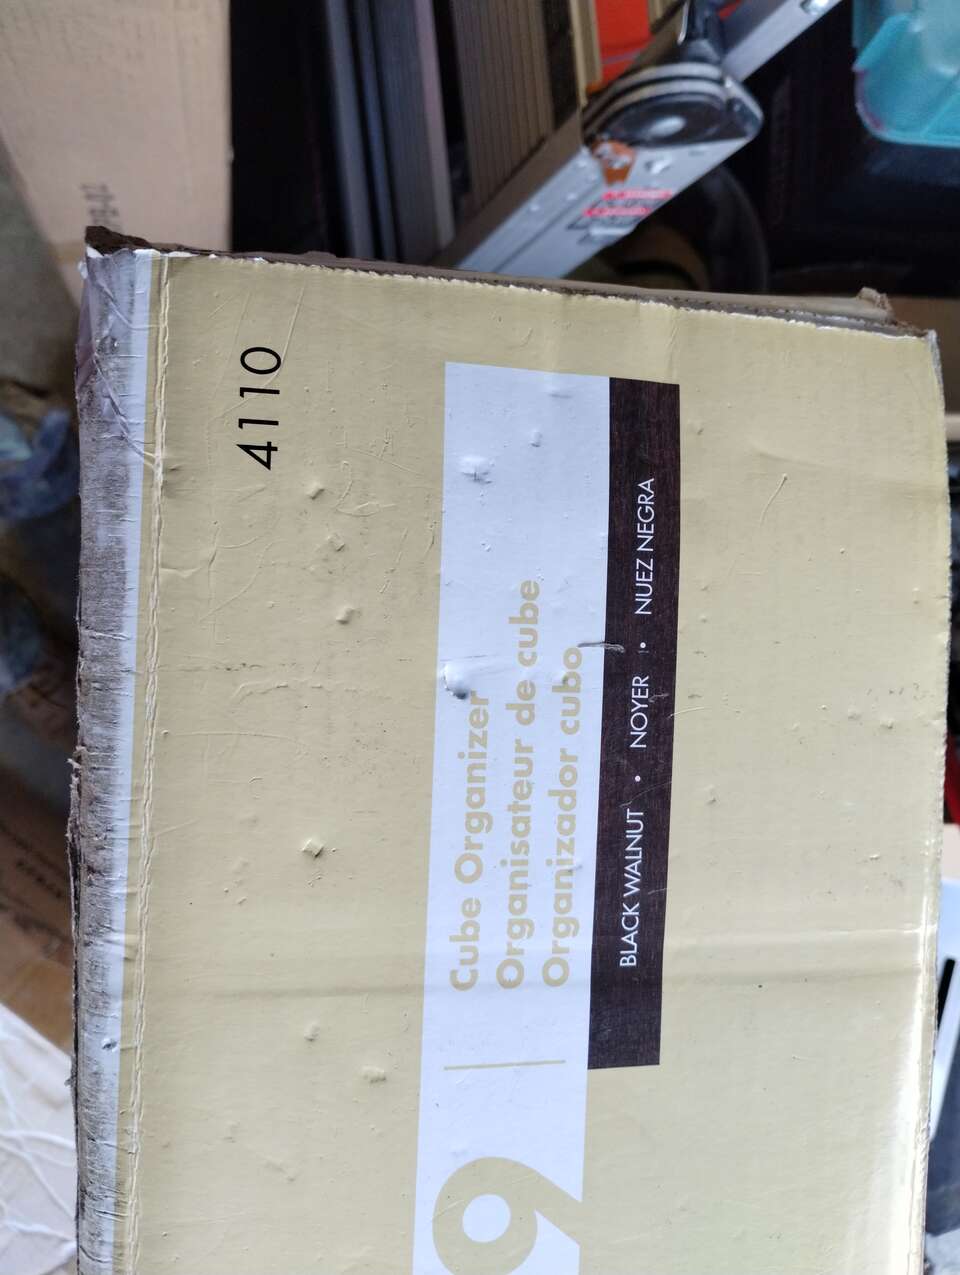 4110
9
Cube Organizer
Organisateur de cube
Organizador cubo
BLACK WALNUT • NOYER • NUEZ NEGRA